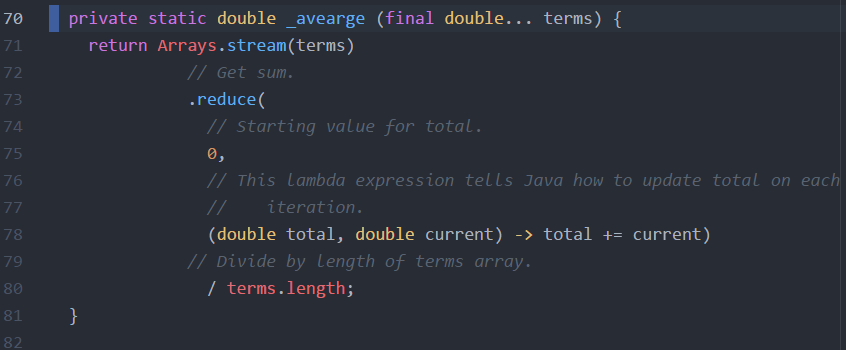 70 private static double _avearge (final double... terms) {
71 return Arrays.stream(terms)
72 // Get sum.
73 .reduce(
74 // Starting value for total.
75 0,
76 // This lambda expression tells Java how to update total on each
77 // iteration.
78 (double total, double current) -> total += current)
79 // Divide by length of terms array.
80 / terms.length;
81 }
82